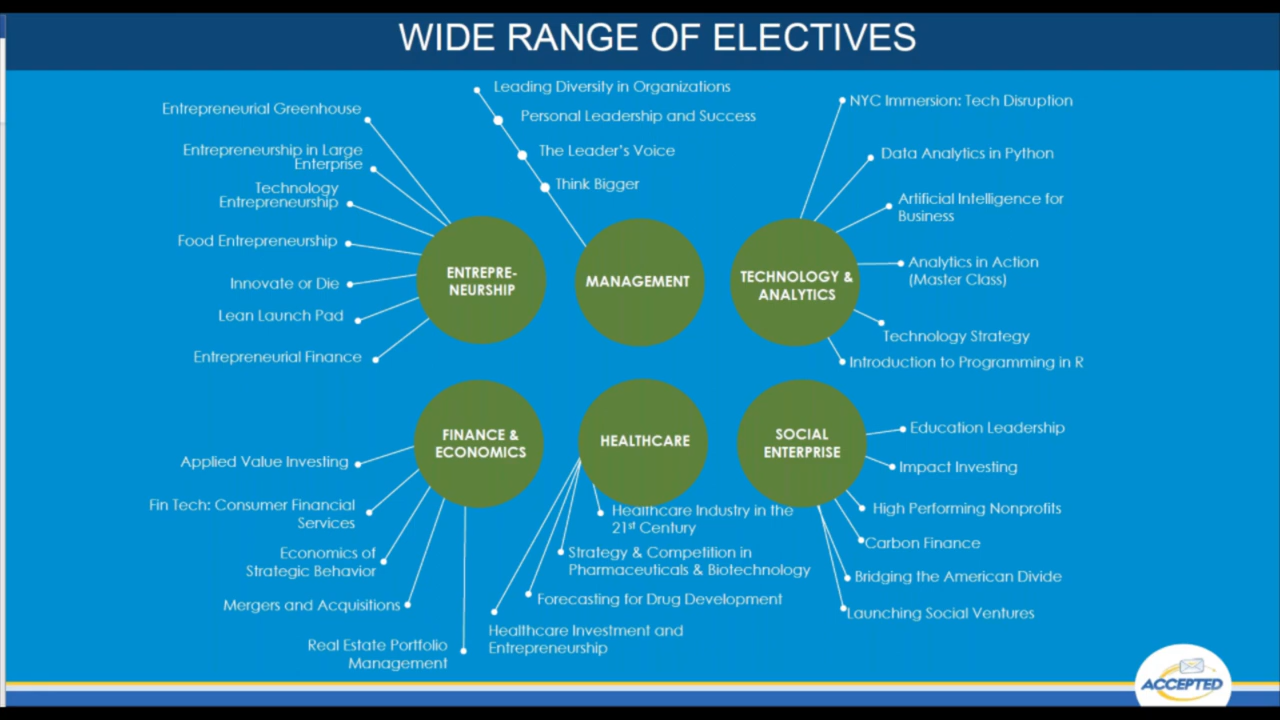 WIDE RANGE OF ELECTIVES
Entrepreneurial Greenhouse
Entrepreneurship in Large
Enterprise
Technology
Entrepreneurship
Food Entrepreneurship
Innovate or Die
Lean Launch Pad
Entrepreneurial Finance
ENTREPRE-
NEURSHIP
Leading Diversity in Organizations
Personal Leadership and Success
The Leader's Voice
Think Bigger
MANAGEMENT
NYC Immersion: Tech Disruption
Data Analytics in Python
Artificial Intelligence for
Business
Analytics in Action
(Master Class)
Technology Strategy
Introduction to Programming in R
TECHNOLOGY &
ANALYTICS
FINANCE &
ECONOMICS
Applied Value Investing
Fin Tech: Consumer Financial
Services
Economics of
Strategic Behavior
Mergers and Acquisitions
Real Estate Portfolio
Management
HEALTHCARE
Healthcare Industry in the
21st Century
Strategy & Competition in
Pharmaceuticals & Biotechnology
Forecasting for Drug Development
Healthcare Investment and
Entrepreneurship
SOCIAL
ENTERPRISE
Education Leadership
Impact Investing
High Performing Nonprofits
Carbon Finance
Bridging the American Divide
Launching Social Ventures
ACCEPTED